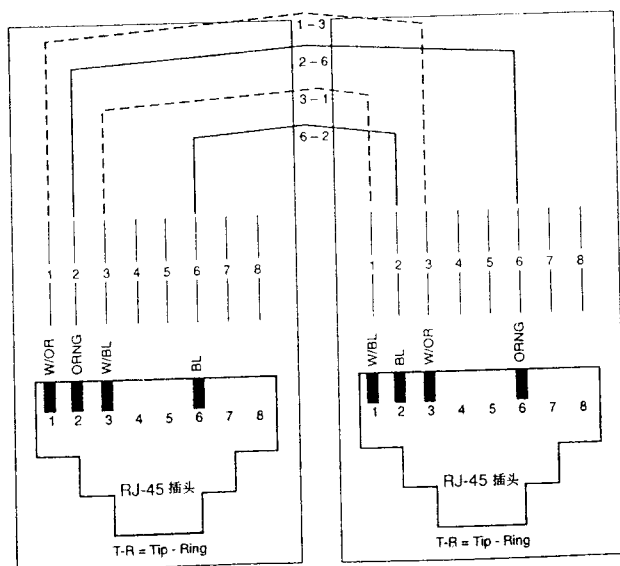 1–3
2–6
3–1
6–2
1 2 3 4 5 6 7 8
1 2 3 4 5 6 7 8
W/OR ORNG W/BL BL
W/BL BL W/OR ORNG
1 2 3 4 5 6 7 8
1 2 3 4 5 6 7 8
RJ-45 插头
RJ-45 插头
T-R = Tip - Ring
T-R = Tip - Ring